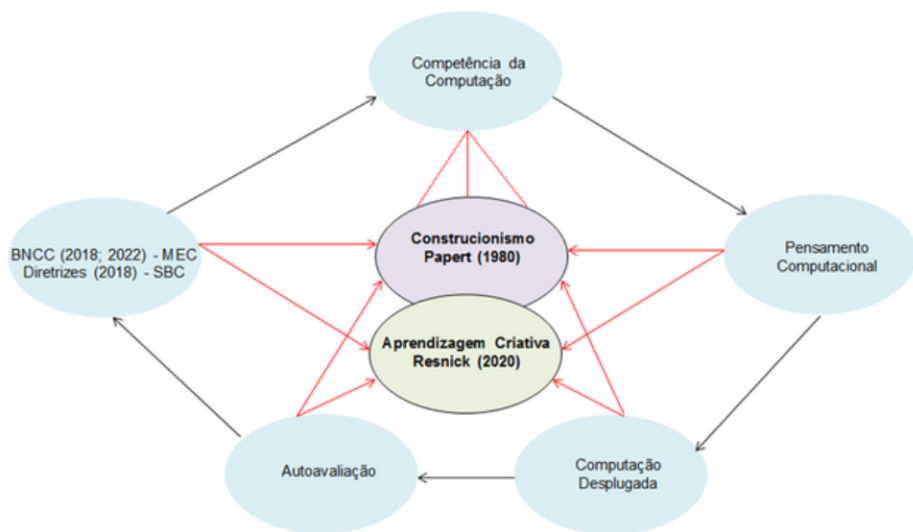 Competência da
Computação
BNCC (2018; 2022) - MEC
Diretrizes (2018) - SBC
Construcionismo
Papert (1980)
Pensamento
Computacional
Aprendizagem Criativa
Resnick (2020)
Autoavaliação
Computação
Desplugada